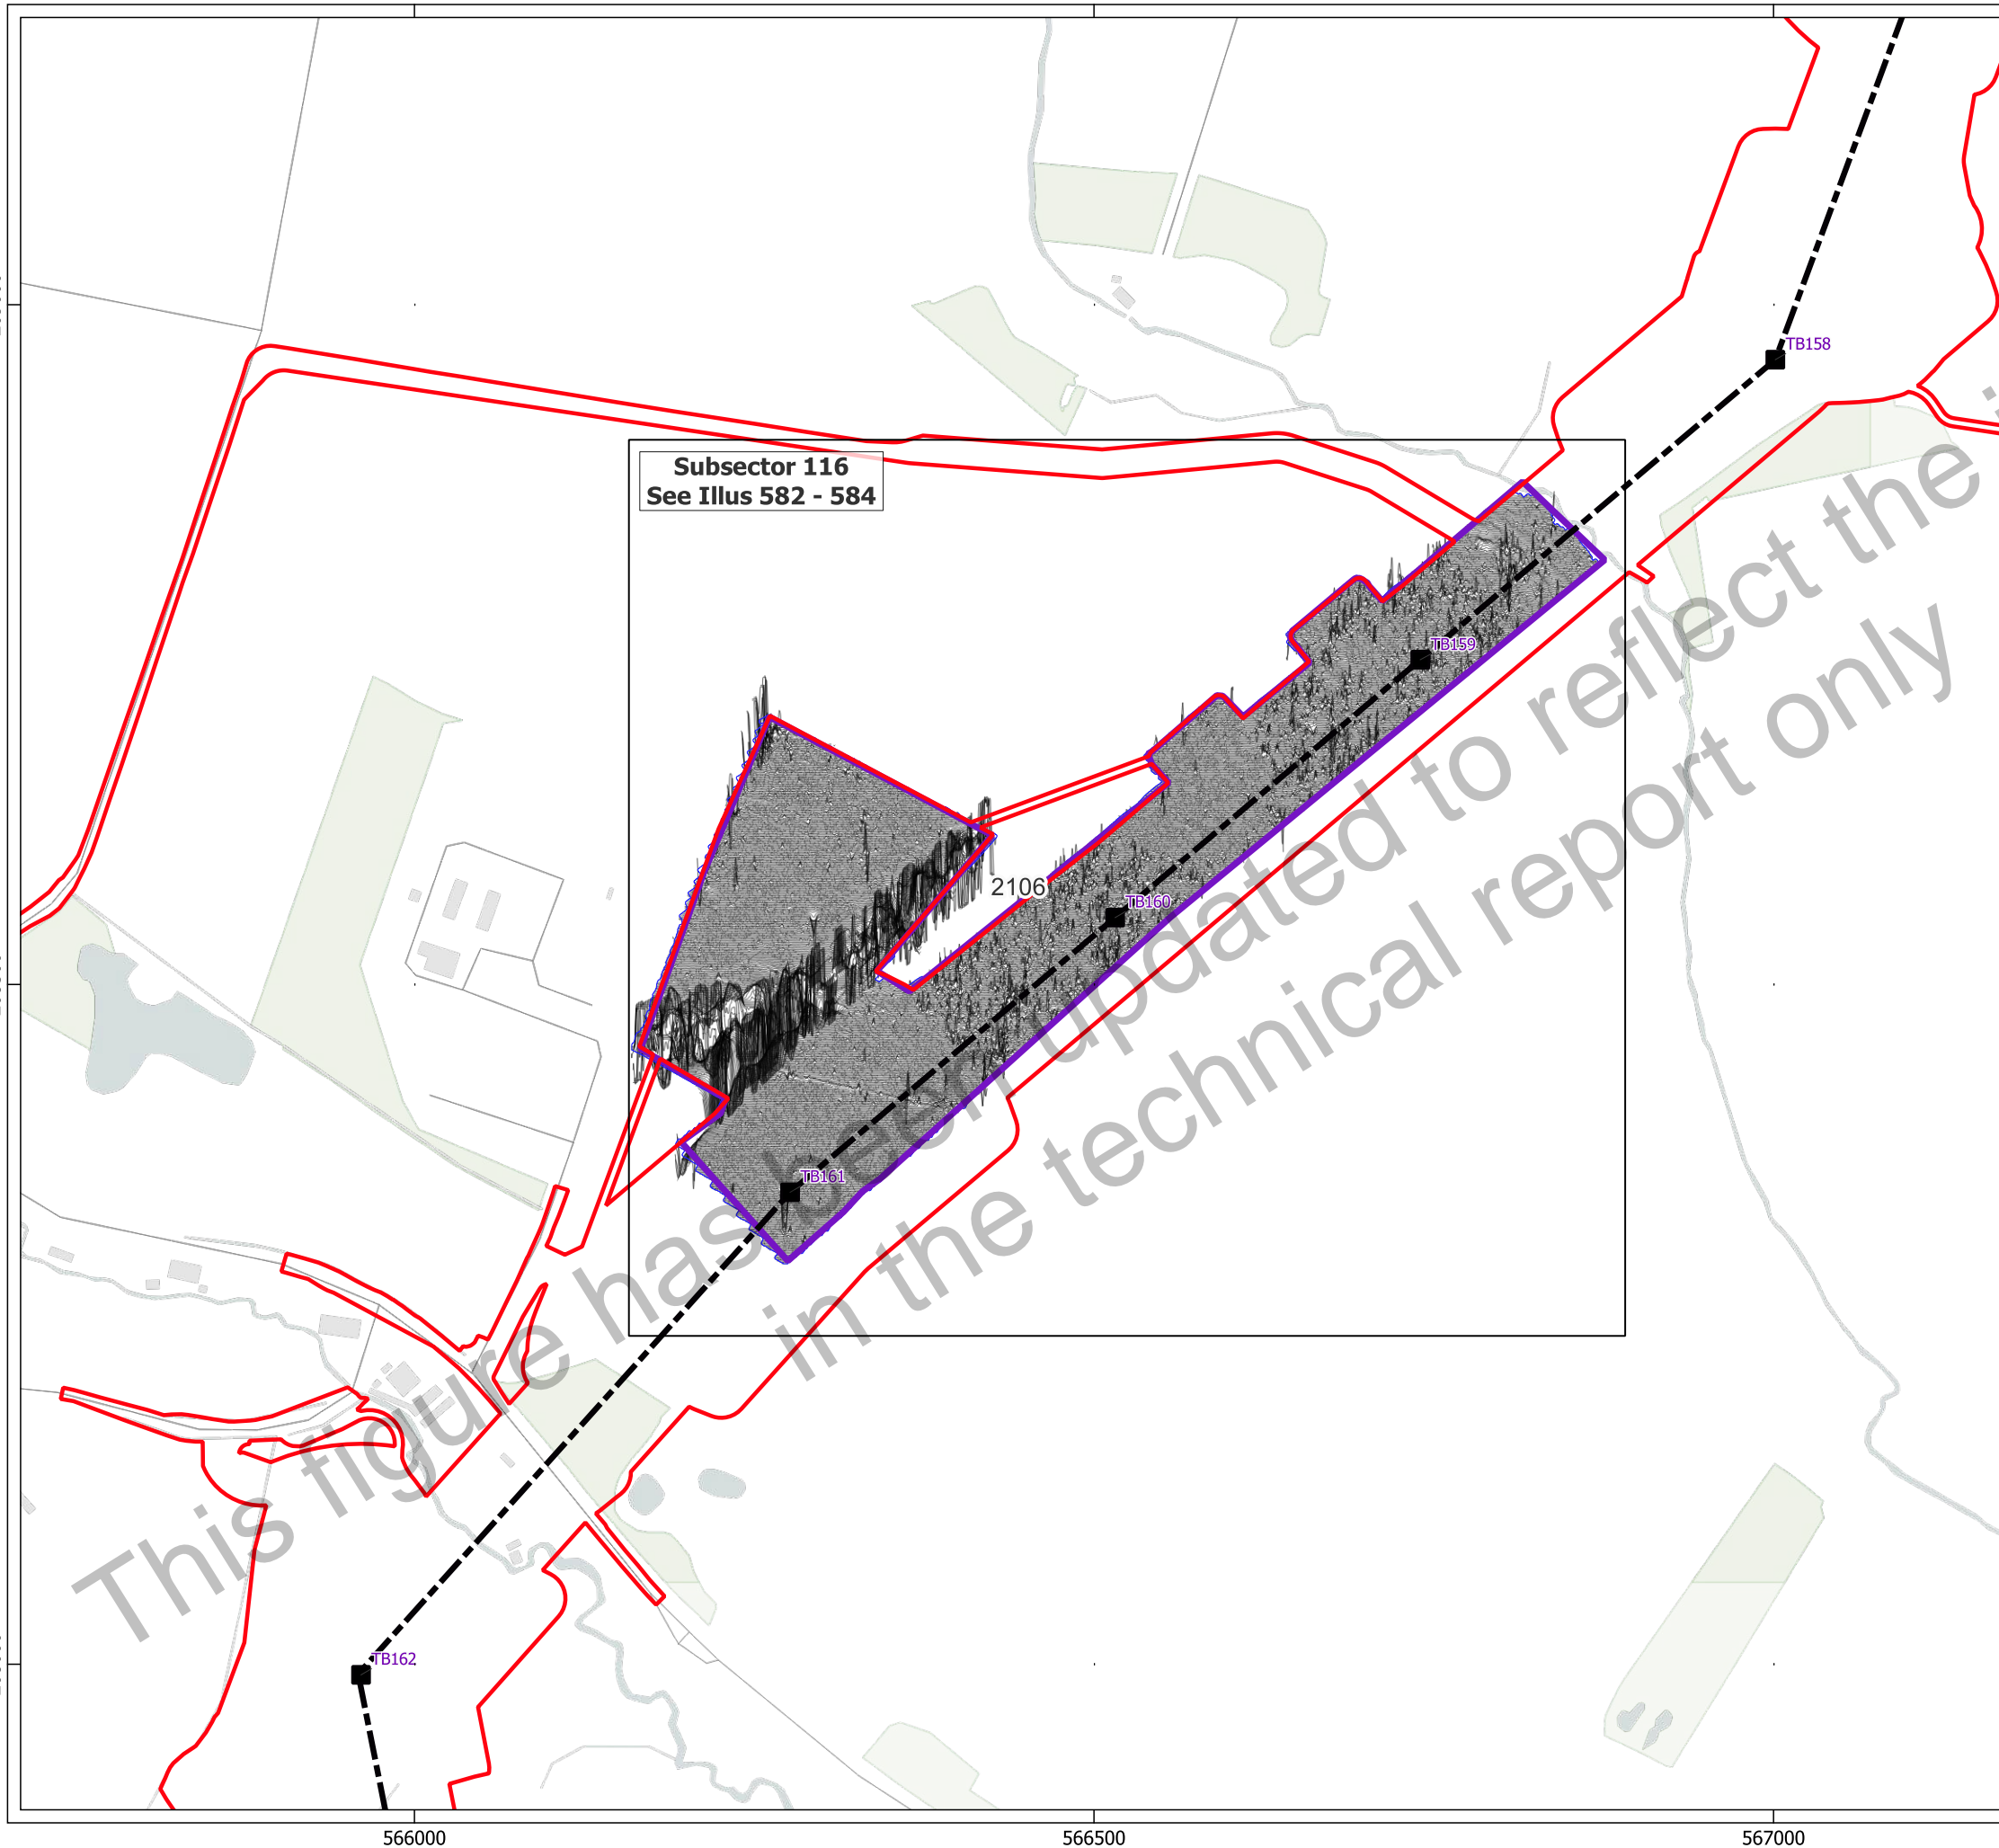 TB158
Subsector 116
See Illus 582 - 584
TB159
2106
TB160
TB161
TB162
This figure has been updated to reflect the
in the technical report only
566000
566500
567000